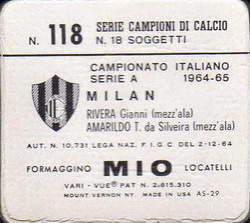 N. 118 SERIE CAMPIONI DI CALCIO
N. 18 SOGGETTI
CAMPIONATO ITALIANO
SERIE A 1964-65
MILAN
RIVERA Gianni (mezz'ala)
AMARILDO T. da Silveira (mezz'ala)
AUT. N. 10.731 LEGA NAZ. F.I.G.C. DEL 2-12-64
FORMAGGINO MIO LOCATELLI
VARI - VUE® PAT N. 2.815.310
MOUNT VERNON NY. MADE IN USA AS-29